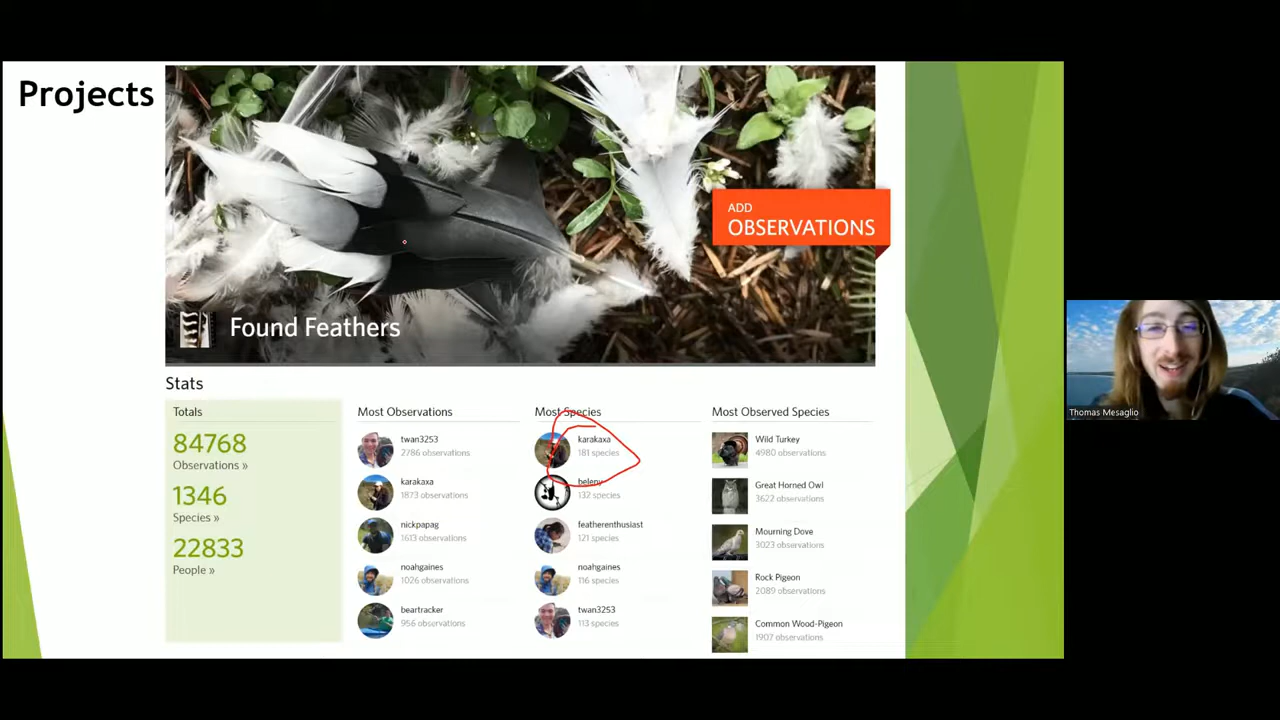 Projects
ADD
OBSERVATIONS
Found Feathers
Stats
Totals
84768
Observations »
1346
Species »
22833
People »
Most Observations
twan3253
2786 observations
karakaxa
1873 observations
nickpapag
1613 observations
noahgaines
1026 observations
beartracker
956 observations
Most Species
karakaxa
181 species
132 species
featherenthusiast
121 species
noahgaines
116 species
twan3253
113 species
Most Observed Species
Wild Turkey
4980 observations
Great Horned Owl
3622 observations
Mourning Dove
3023 observations
Rock Pigeon
2089 observations
Common Wood-Pigeon
1907 observations
Thomas Mesaglio